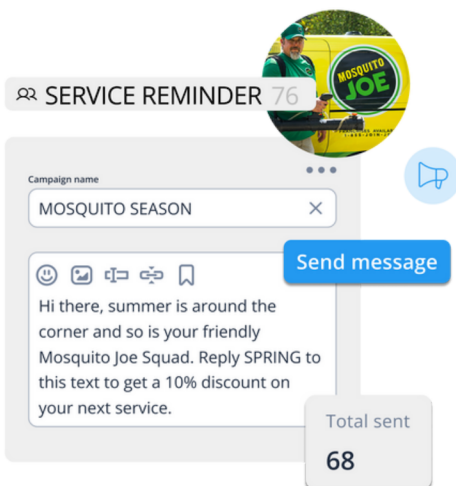 MOSQUITO
JOE
SERVICE REMINDER 76
Campaign name
MOSQUITO SEASON
Send message
Hi there, summer is around the
corner and so is your friendly
Mosquito Joe Squad. Reply SPRING to
this text to get a 10% discount on
your next service.
Total sent
68